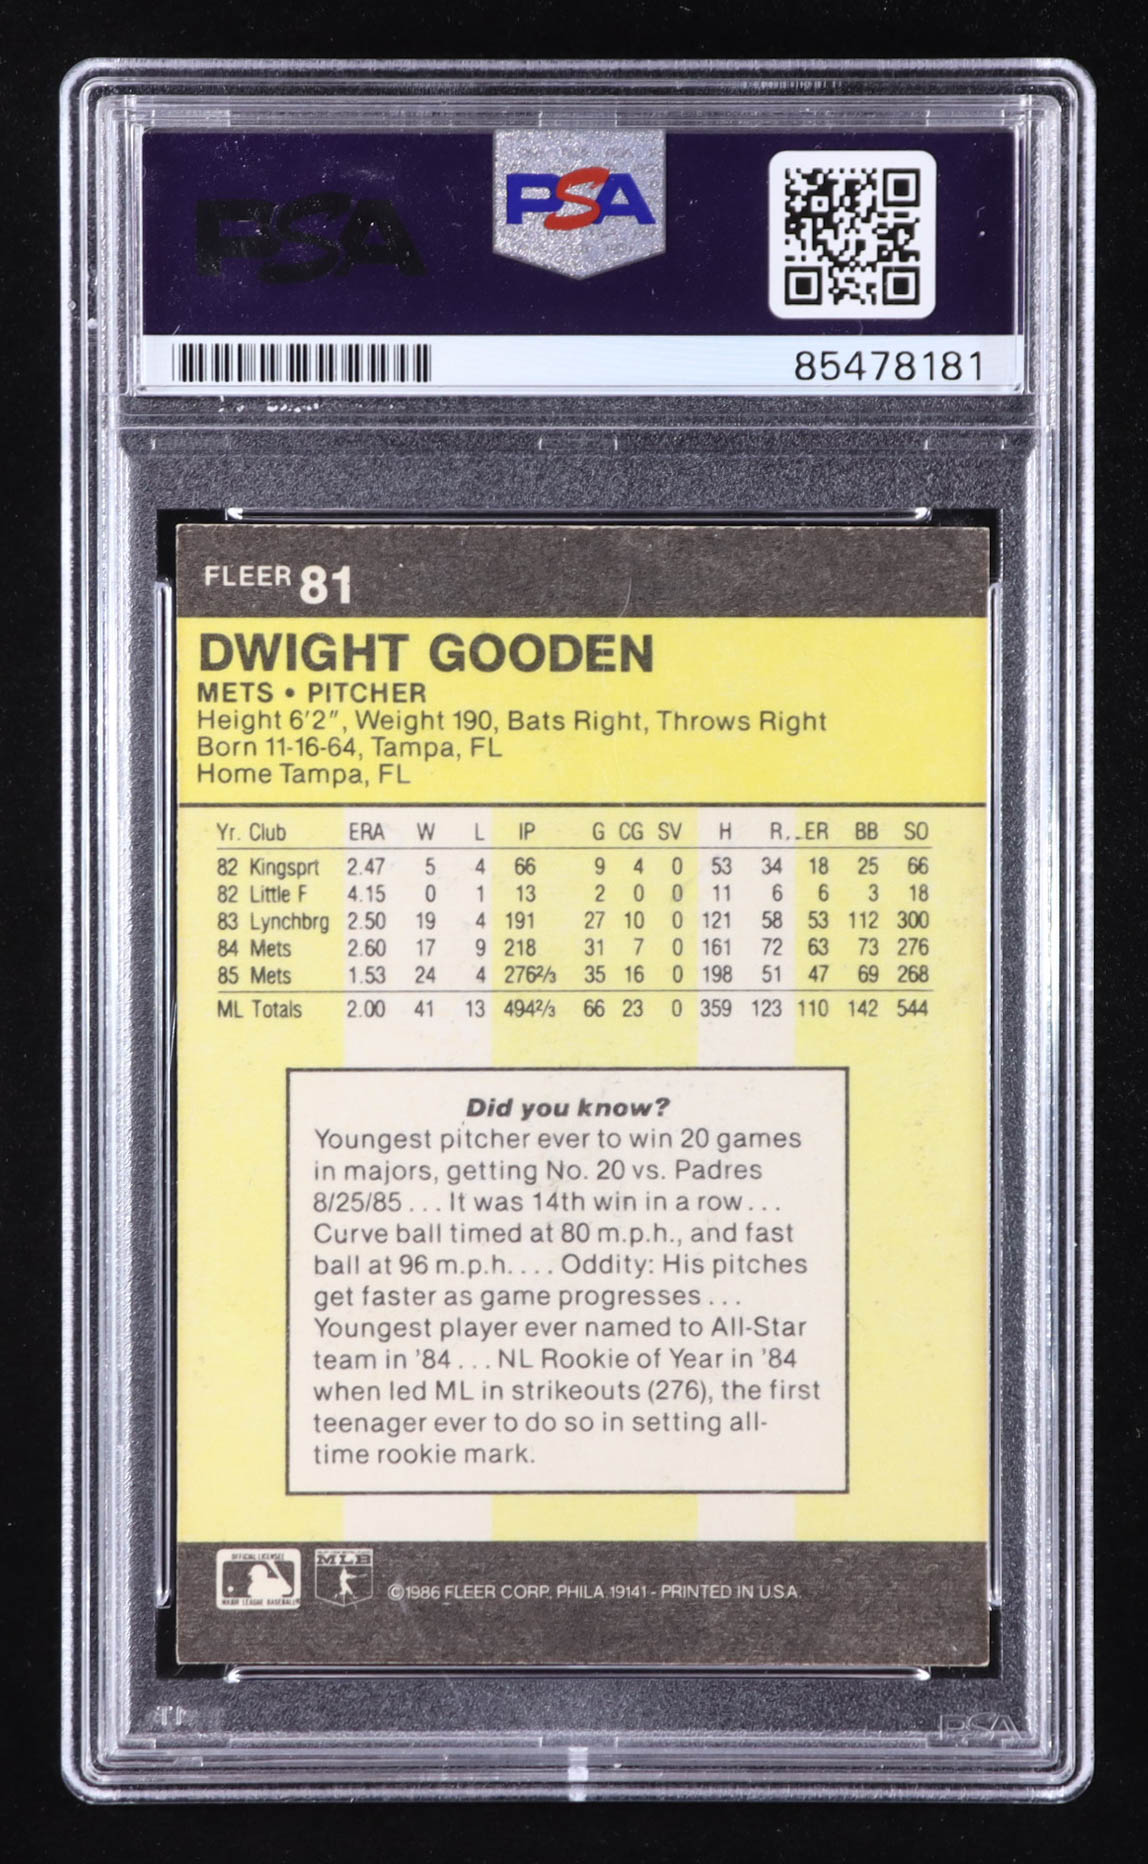 PSA PSA
85478181
FLEER 81
DWIGHT GOODEN
METS • PITCHER
Height 6'2", Weight 190, Bats Right, Throws Right
Born 11-16-64, Tampa, FL
Home Tampa, FL
Yr. Club ERA W L IP G CG SV H R ER BB SO
82 Kingsprt 2.47 5 4 66 9 4 0 53 34 18 25 66
82 Little F 4.15 0 1 13 2 0 0 11 6 6 3 18
83 Lynchbrg 2.50 19 4 191 27 10 0 121 58 53 112 300
84 Mets 2.60 17 9 218 31 7 0 161 72 63 73 276
85 Mets 1.53 24 4 276 2/3 35 16 0 198 51 47 69 268
ML Totals 2.00 41 13 494 2/3 66 23 0 359 123 110 142 544
Did you know?
Youngest pitcher ever to win 20 games
in majors, getting No. 20 vs. Padres
8/25/85 . . . It was 14th win in a row . . .
Curve ball timed at 80 m.p.h., and fast
ball at 96 m.p.h. . . . Oddity: His pitches
get faster as game progresses . . .
Youngest player ever named to All-Star
team in '84 . . . NL Rookie of Year in '84
when led ML in strikeouts (276), the first
teenager ever to do so in setting all-
time rookie mark.
OFFICIAL LICENSEE
MAJOR LEAGUE BASEBALL
MLB
©1986 FLEER CORP. PHILA. 19141 - PRINTED IN U.S.A.
PSA